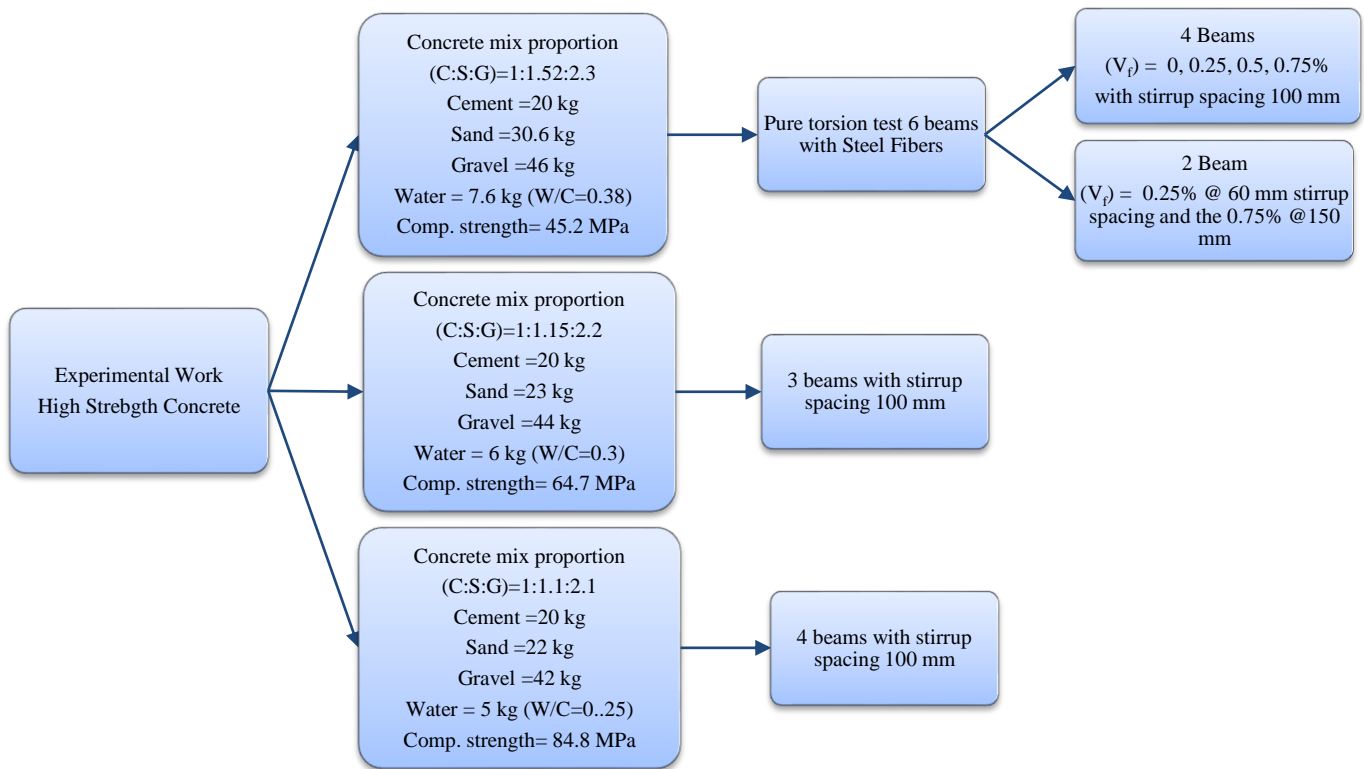 Experimental Work
High Strebgth Concrete
Concrete mix proportion
(C:S:G)=1:1.52:2.3
Cement =20 kg
Sand =30.6 kg
Gravel =46 kg
Water = 7.6 kg (W/C=0.38)
Comp. strength= 45.2 MPa
Pure torsion test 6 beams
with Steel Fibers
4 Beams
(Vf) = 0, 0.25, 0.5, 0.75%
with stirrup spacing 100 mm
2 Beam
(Vf) = 0.25% @ 60 mm stirrup
spacing and the 0.75% @150
mm
Concrete mix proportion
(C:S:G)=1:1.15:2.2
Cement =20 kg
Sand =23 kg
Gravel =44 kg
Water = 6 kg (W/C=0.3)
Comp. strength= 64.7 MPa
3 beams with stirrup
spacing 100 mm
Concrete mix proportion
(C:S:G)=1:1.1:2.1
Cement =20 kg
Sand =22 kg
Gravel =42 kg
Water = 5 kg (W/C=0..25)
Comp. strength= 84.8 MPa
4 beams with stirrup
spacing 100 mm